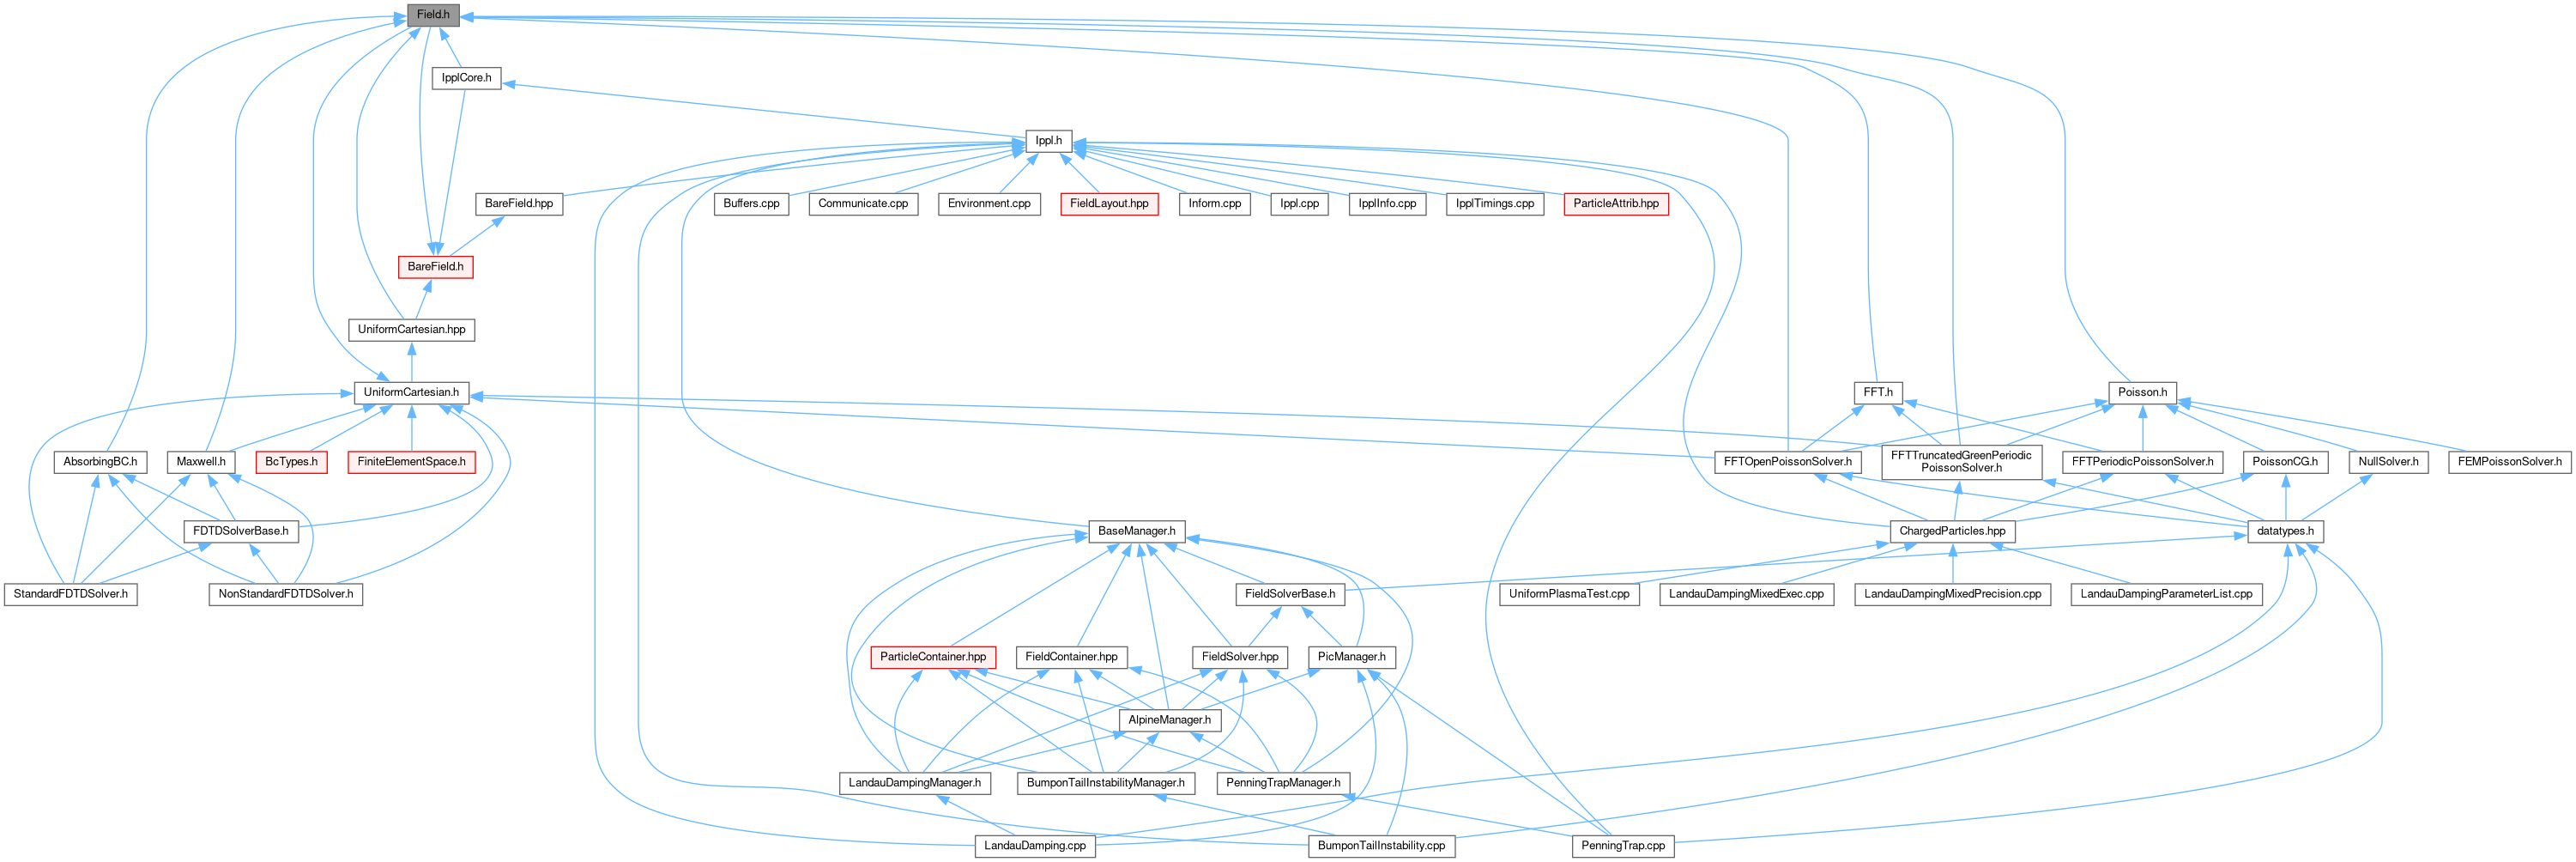 Field.h
IpplCore.h
Ippl.h
BareField.hpp
Buffers.cpp
Communicate.cpp
Environment.cpp
FieldLayout.hpp
Inform.cpp
Ippl.cpp
IpplInfo.cpp
IpplTimings.cpp
ParticleAttrib.hpp
BareField.h
UniformCartesian.hpp
UniformCartesian.h
FFT.h
Poisson.h
AbsorbingBC.h
Maxwell.h
BcTypes.h
FiniteElementSpace.h
FFTOpenPoissonSolver.h
FFTTruncatedGreenPeriodic
PoissonSolver.h
FFTPeriodicPoissonSolver.h
PoissonCG.h
NullSolver.h
FEMPoissonSolver.h
FDTDSolverBase.h
BaseManager.h
ChargedParticles.hpp
datatypes.h
StandardFDTDSolver.h
NonStandardFDTDSolver.h
FieldSolverBase.h
UniformPlasmaTest.cpp
LandauDampingMixedExec.cpp
LandauDampingMixedPrecision.cpp
LandauDampingParameterList.cpp
ParticleContainer.hpp
FieldContainer.hpp
FieldSolver.hpp
PicManager.h
AlpineManager.h
LandauDampingManager.h
BumponTailInstabilityManager.h
PenningTrapManager.h
LandauDamping.cpp
BumponTailInstability.cpp
PenningTrap.cpp